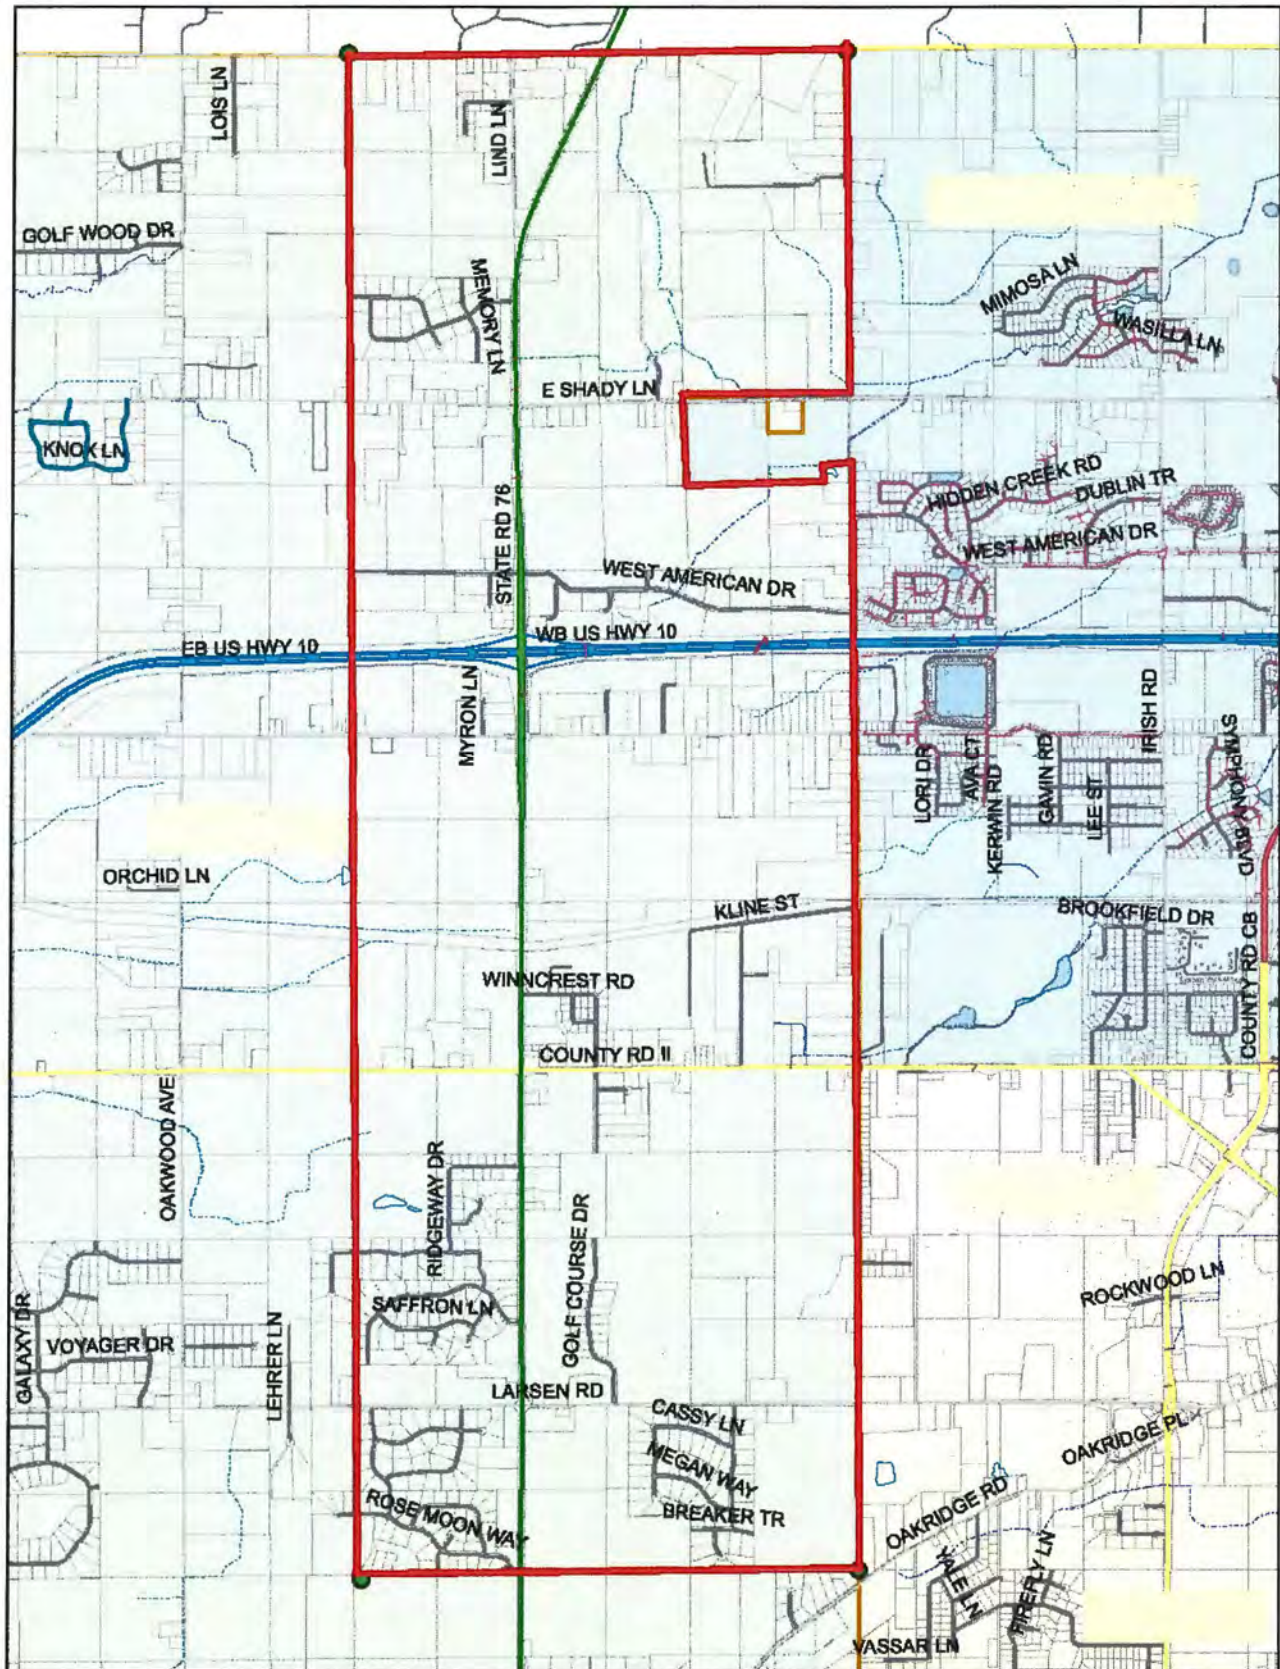 LOIS LN
LIND LN
GOLF WOOD DR
MEMORY LN
MIMOSA LN
WASILLA LN
E SHADY LN
KNOX LN
HIDDEN CREEK RD
DUBLIN TR
STATE RD 76
WEST AMERICAN DR
WEST AMERICAN DR
WB US HWY 10
EB US HWY 10
MYRON LN
IRISH RD
LORI DR
AVA CT
GAVIN RD
KERWIN RD
LEE ST
SYMPHONY BLVD
ORCHID LN
KLINE ST
BROOKFIELD DR
COUNTY RD CB
WINNCREST RD
COUNTY RD II
OAKWOOD AVE
RIDGEWAY DR
GOLF COURSE DR
ROCKWOOD LN
SAFFRON LN
GALAXY DR
VOYAGER DR
LEHRER LN
LARSEN RD
CASSY LN
OAKRIDGE PL
MEGAN WAY
OAKRIDGE RD
ROSE MOON WAY
BREAKER TR
YALE LN
FIREFLY LN
VASSAR LN